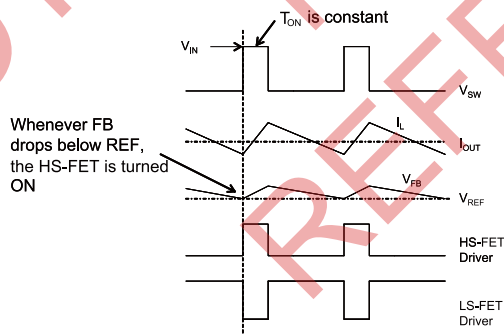 T_ON is constant
V_IN
V_SW
I_L
Whenever FB
drops below REF,
the HS-FET is turned
ON
I_OUT
V_FB
V_REF
HS-FET
Driver
LS-FET
Driver
REF